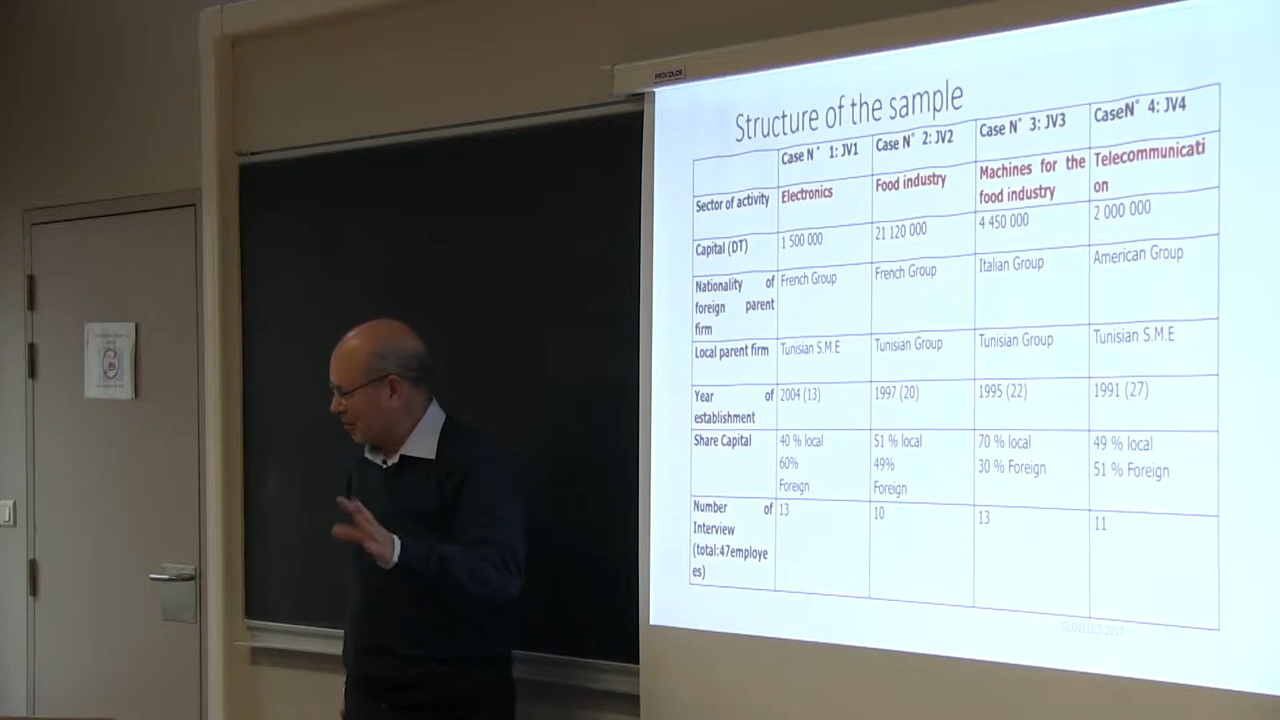 PROCOLOR
Structure of the sample
Case N° 1: JV1
Case N° 2: JV2
Case N° 3: JV3
CaseN° 4: JV4
Sector of activity
Electronics
Food industry
Machines for the
food industry
Telecommunicati
on
Capital (DT)
1 500 000
21 120 000
4 450 000
2 000 000
Nationality of
foreign parent
firm
French Group
French Group
Italian Group
American Group
Local parent firm
Tunisian S.M.E
Tunisian Group
Tunisian Group
Tunisian S.M.E
Year of
establishment
2004 (13)
1997 (20)
1995 (22)
1991 (27)
Share Capital
40 % local
60%
Foreign
51 % local
49%
Foreign
70 % local
30 % Foreign
49 % local
51 % Foreign
Number of
Interview
(total:47employe
es)
13
10
13
11
GLOBELICS 2017